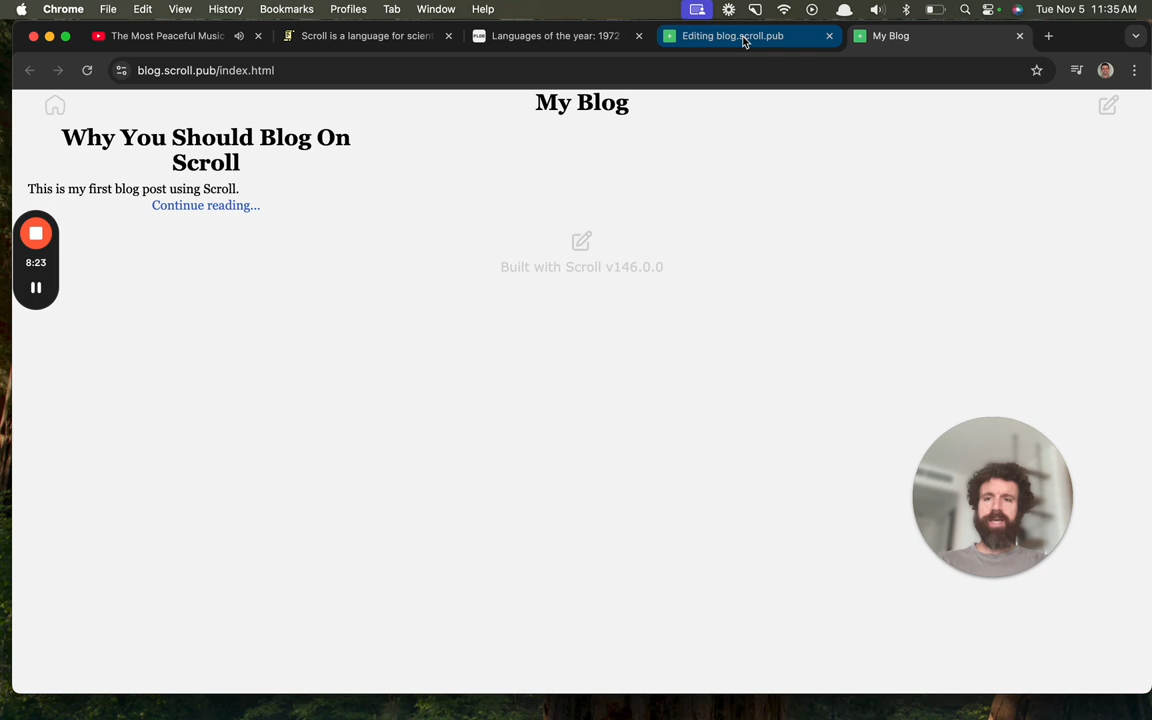 Chrome File Edit View History Bookmarks Profiles Tab Window Help Tue Nov 5 11:35 AM
The Most Peaceful Music Scroll is a language for scien Languages of the year: 1972 Editing blog.scroll.pub My Blog
blog.scroll.pub/index.html
My Blog
Why You Should Blog On
Scroll
This is my first blog post using Scroll.
Continue reading...
8:23
Built with Scroll v146.0.0